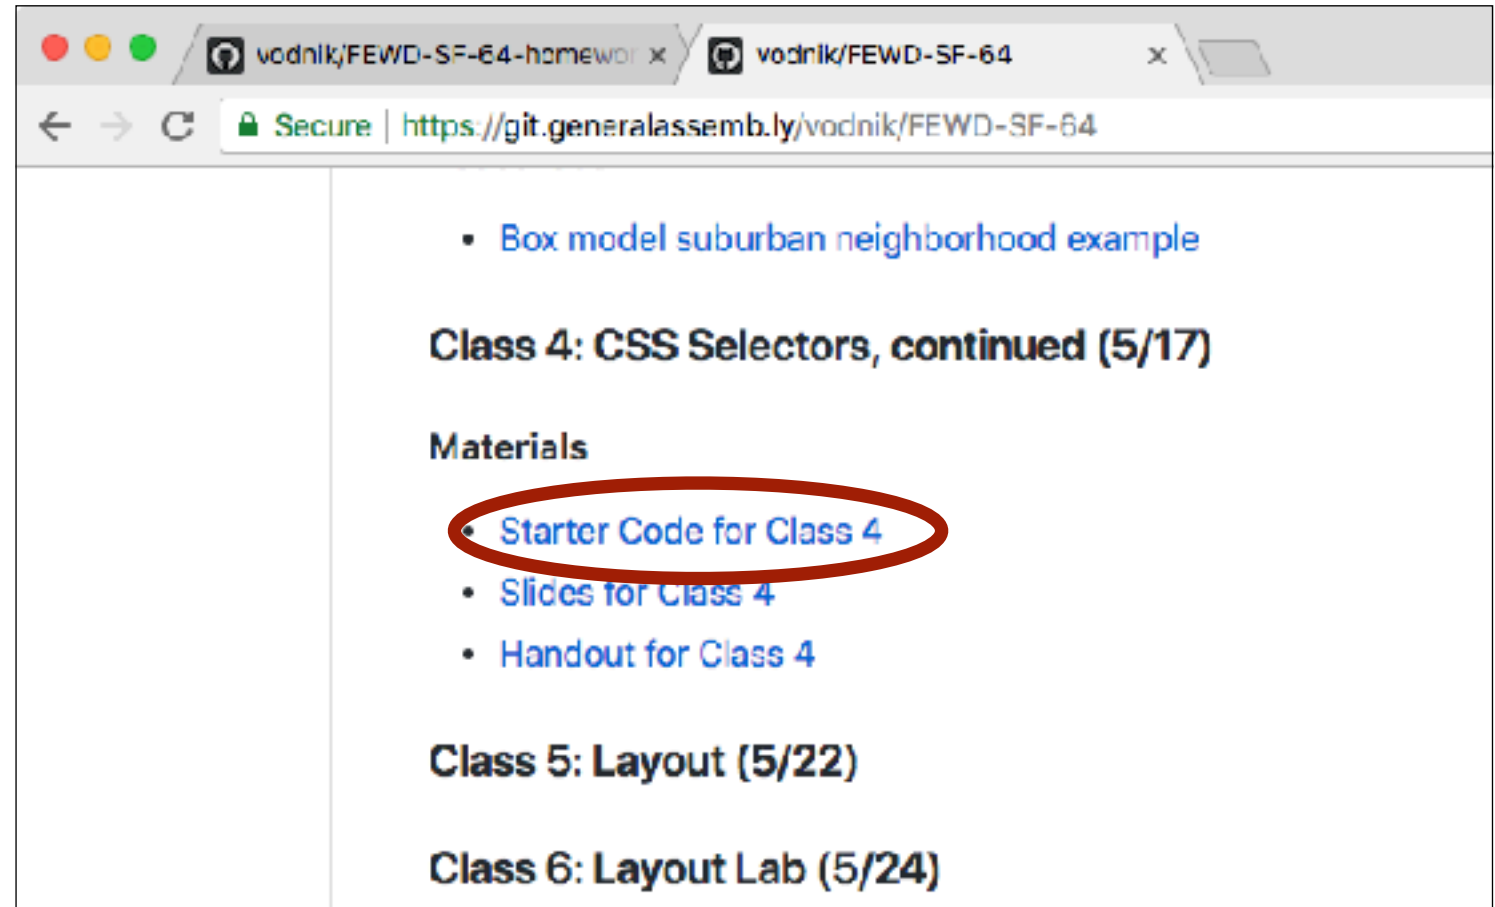 vodnik/FEWD-SF-64-homewor
vodnik/FEWD-SF-64
Secure | https://git.generalassemb.ly/vodnik/FEWD-SF-64
• Box model suburban neighborhood example
Class 4: CSS Selectors, continued (5/17)
Materials
• Starter Code for Class 4
• Slides for Class 4
• Handout for Class 4
Class 5: Layout (5/22)
Class 6: Layout Lab (5/24)